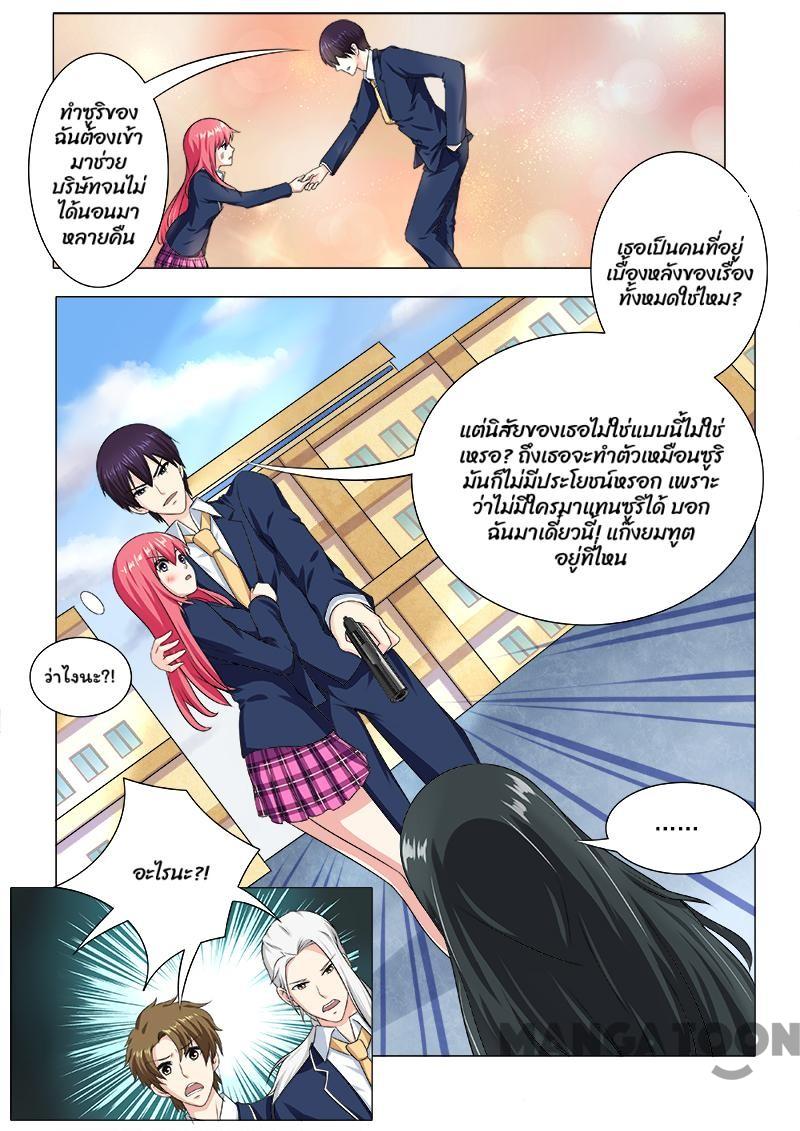 ทำซูริของ
ฉันต้องเข้า
มาช่วย
บริษัทจนไม่
ได้นอนมา
หลายคืน
เธอเป็นคนที่อยู่
เบื้องหลังของเรื่อง
ทั้งหมดใช่ไหม?
แต่นิสัยของเธอไม่ใช่แบบนี้ไม่ใช่
เหรอ? ถึงเธอจะทำตัวเหมือนซูริ
มันก็ไม่มีประโยชน์หรอก เพราะ
ว่าไม่มีใครมาแทนซูริได้ บอก
ฉันมาเดี๋ยวนี้! แก๊งยมทูต
อยู่ที่ไหน
ว่าไงนะ?!
......
อะไรนะ?!
MANGATOON